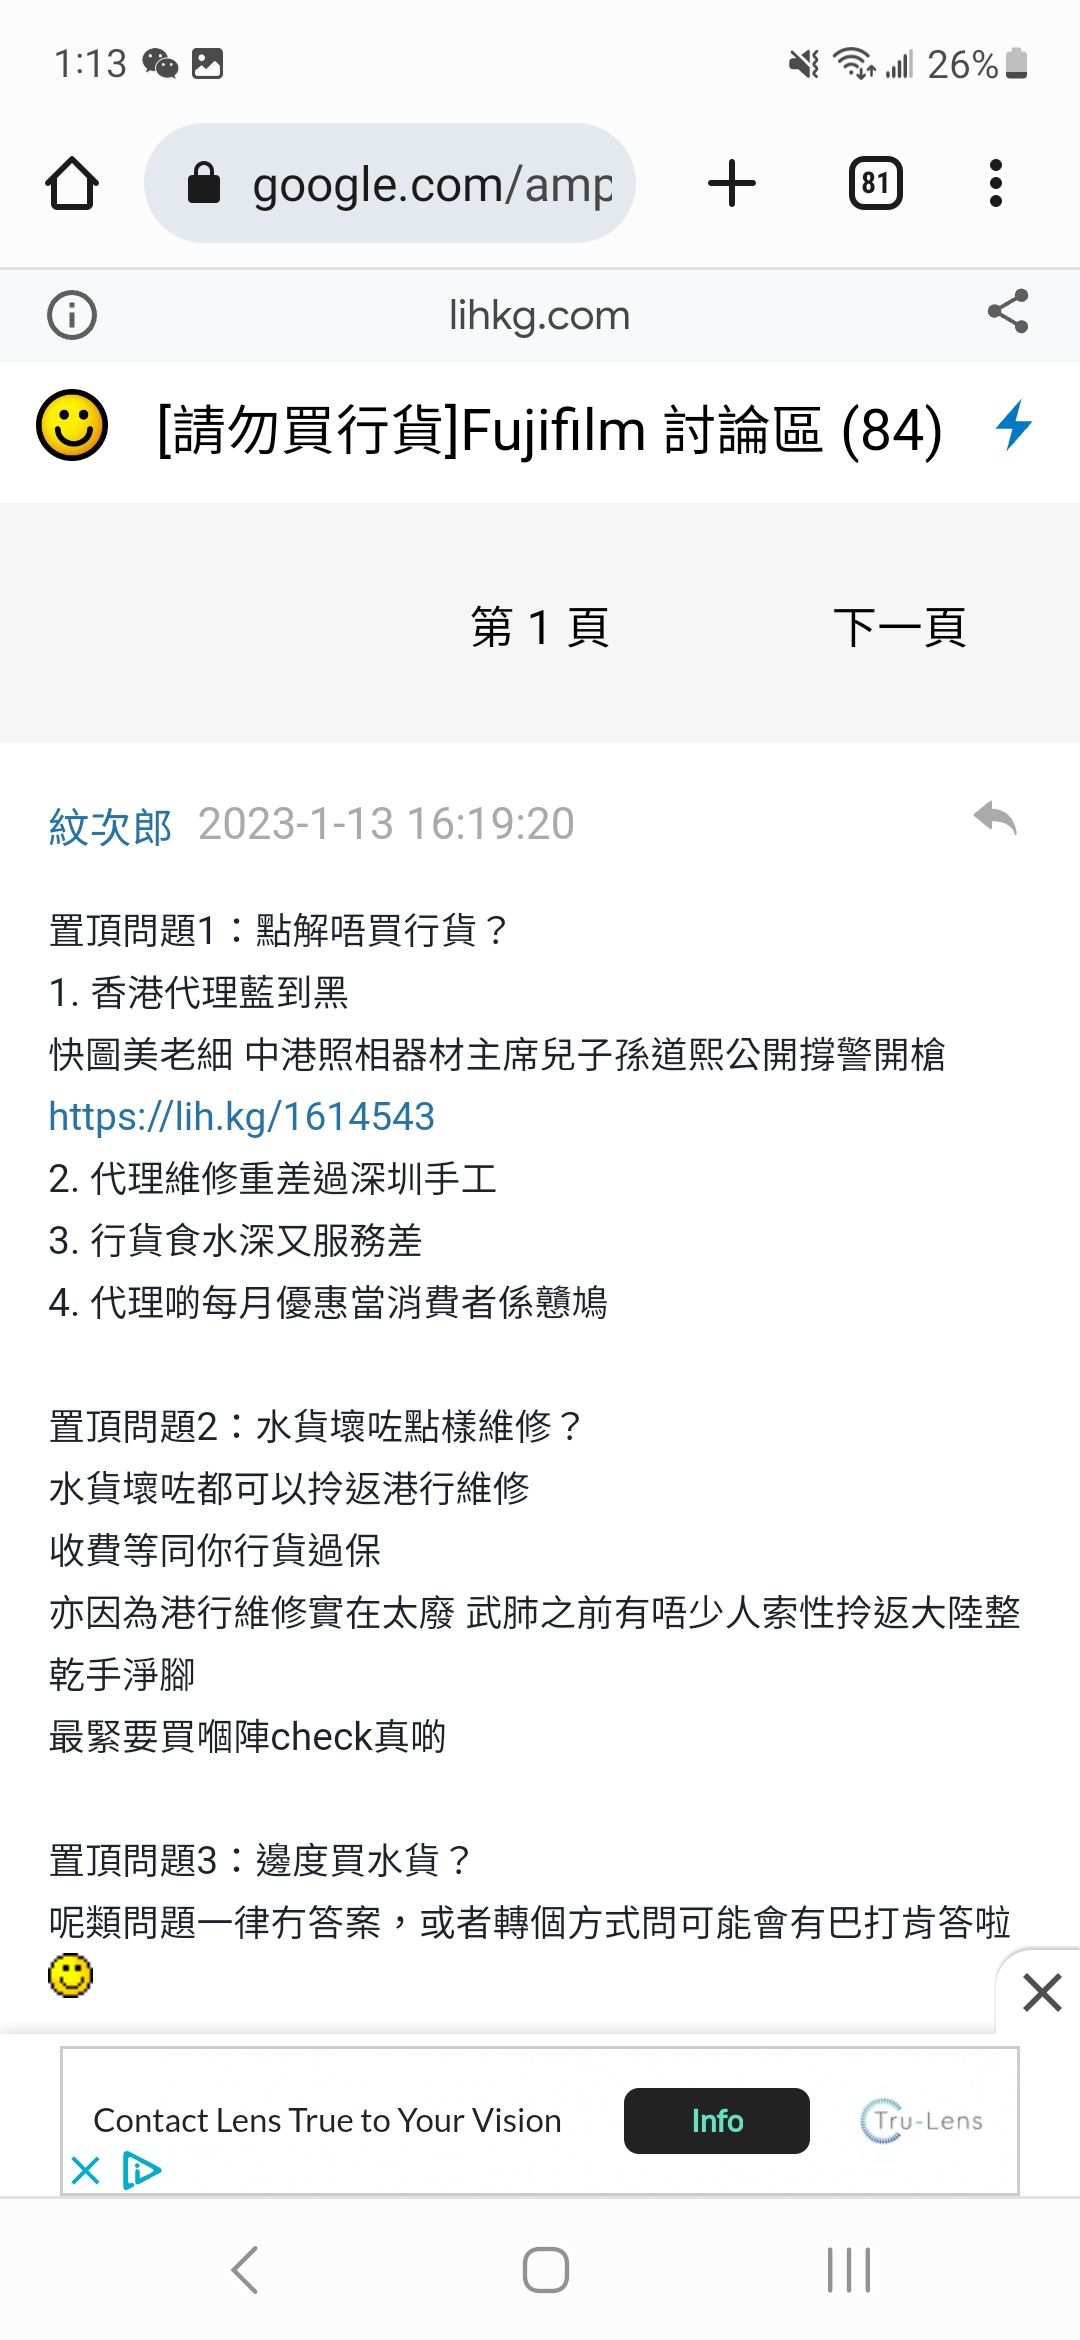 1:13
26%
google.com/amp
81
lihkg.com
[請勿買行貨]Fujifilm 討論區 (84)
第 1 頁
下一頁
紋次郎 2023-1-13 16:19:20
置頂問題1：點解唔買行貨？
1. 香港代理藍到黑
快圖美老細 中港照相器材主席兒子孫道熙公開撐警開槍
https://lih.kg/1614543
2. 代理維修重差過深圳手工
3. 行貨食水深又服務差
4. 代理啲每月優惠當消費者係戇鳩
置頂問題2：水貨壞咗點樣維修？
水貨壞咗都可以拎返港行維修
收費等同你行貨過保
亦因為港行維修實在太廢 武肺之前有唔少人索性拎返大陸整
乾手淨腳
最緊要買嗰陣check真啲
置頂問題3：邊度買水貨？
呢類問題一律冇答案，或者轉個方式問可能會有巴打肯答啦
Contact Lens True to Your Vision
Info
Tru-Lens